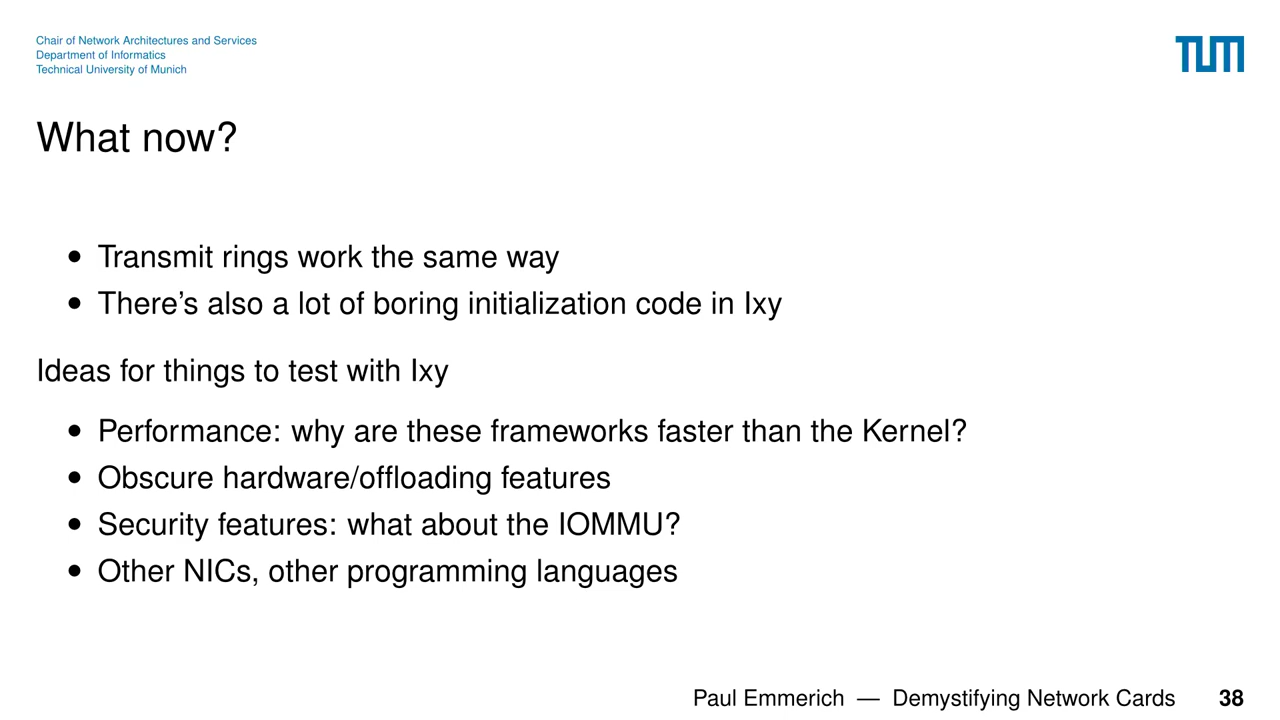 Chair of Network Architectures and Services
Department of Informatics
Technical University of Munich
TUM
What now?
• Transmit rings work the same way
• There's also a lot of boring initialization code in Ixy
Ideas for things to test with Ixy
• Performance: why are these frameworks faster than the Kernel?
• Obscure hardware/offloading features
• Security features: what about the IOMMU?
• Other NICs, other programming languages
Paul Emmerich — Demystifying Network Cards 38